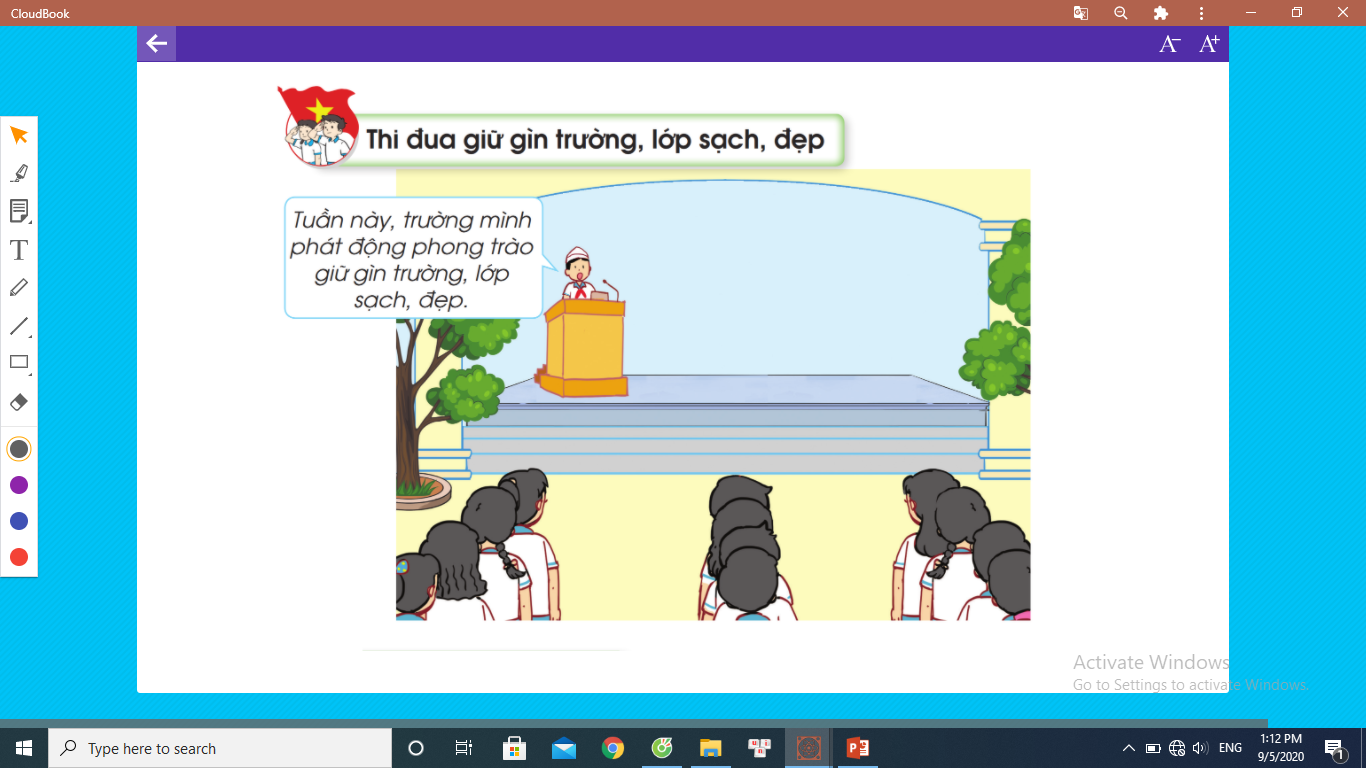 CloudBook
A- A+
Thi đua giữ gìn trường, lớp sạch, đẹp
Tuần này, trường mình
phát động phong trào
giữ gìn trường, lớp
sạch, đẹp.
T
Activate Windows
Go to Settings to activate Windows.
Type here to search
ENG
1:12 PM
9/5/2020
1